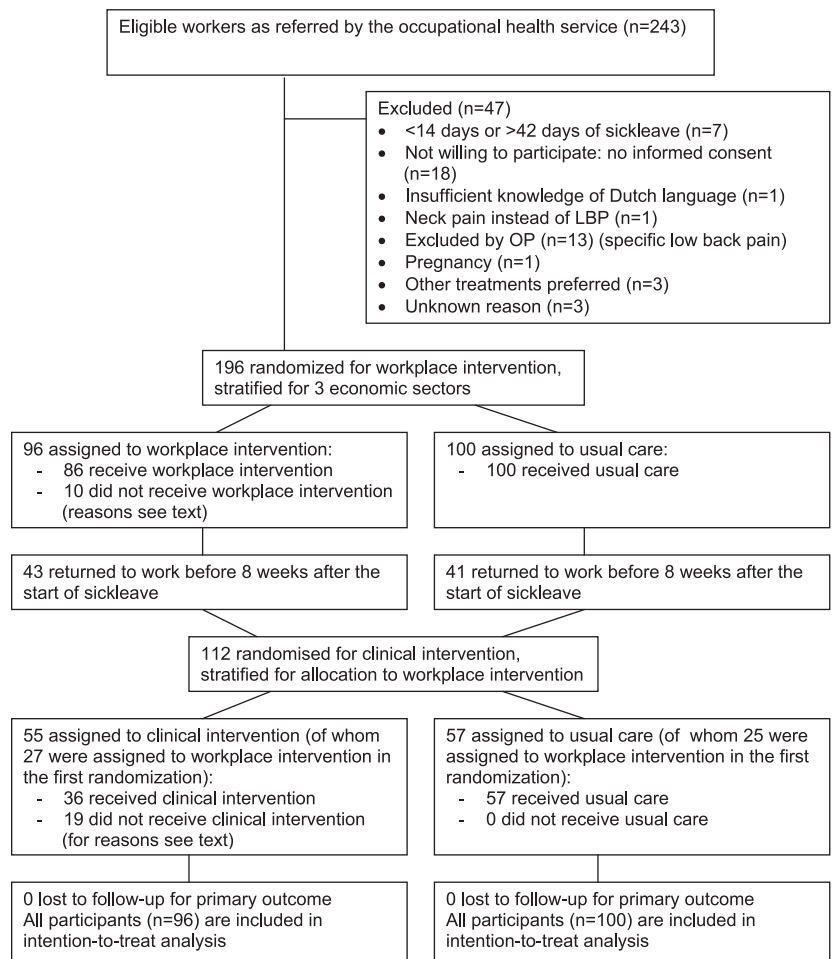 Eligible workers as referred by the occupational health service (n=243)
Excluded (n=47)
• <14 days or >42 days of sickleave (n=7)
• Not willing to participate: no informed consent
(n=18)
• Insufficient knowledge of Dutch language (n=1)
• Neck pain instead of LBP (n=1)
• Excluded by OP (n=13) (specific low back pain)
• Pregnancy (n=1)
• Other treatments preferred (n=3)
• Unknown reason (n=3)
196 randomized for workplace intervention,
stratified for 3 economic sectors
96 assigned to workplace intervention:
- 86 receive workplace intervention
- 10 did not receive workplace intervention
(reasons see text)
100 assigned to usual care:
- 100 received usual care
43 returned to work before 8 weeks after the
start of sickleave
41 returned to work before 8 weeks after the
start of sickleave
112 randomised for clinical intervention,
stratified for allocation to workplace intervention
55 assigned to clinical intervention (of whom
27 were assigned to workplace intervention in
the first randomization):
- 36 received clinical intervention
- 19 did not receive clinical intervention
(for reasons see text)
57 assigned to usual care (of whom 25 were
assigned to workplace intervention in the first
randomization):
- 57 received usual care
- 0 did not receive usual care
0 lost to follow-up for primary outcome
All participants (n=96) are included in
intention-to-treat analysis
0 lost to follow-up for primary outcome
All participants (n=100) are included in
intention-to-treat analysis